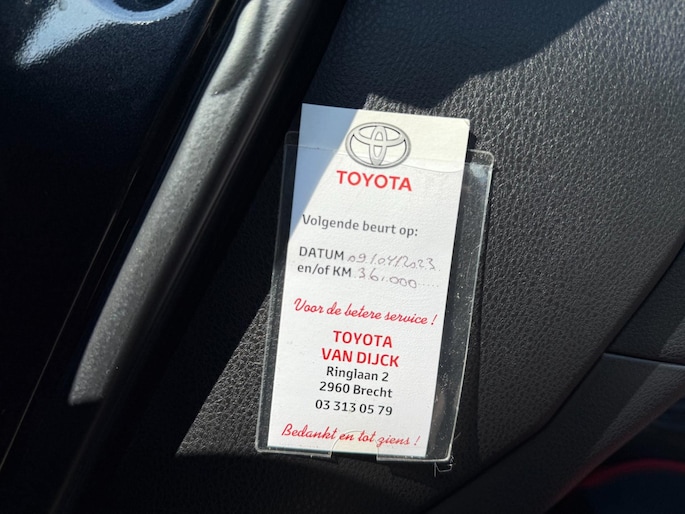 TOYOTA
Volgende beurt op:
DATUM 09/04/2023
en/of KM 36.000
Voor de betere service !
TOYOTA
VAN DIJCK
Ringlaan 2
2960 Brecht
03 313 05 79
Bedankt en tot ziens !